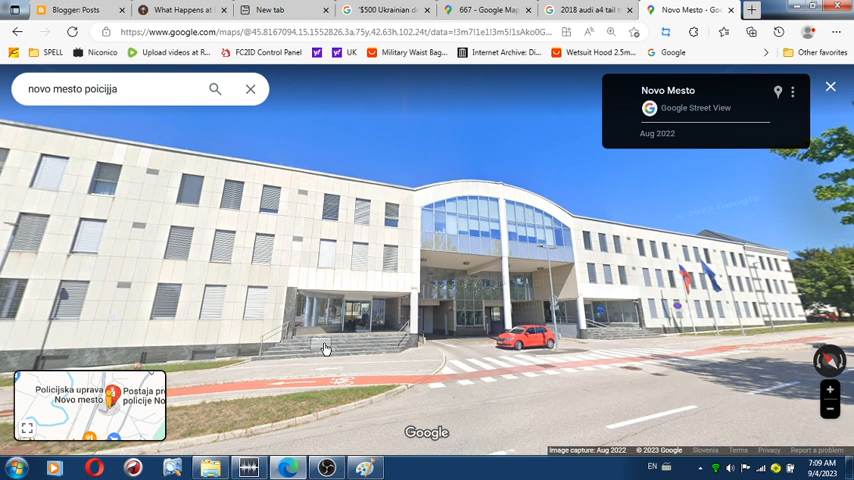 Blogger: Posts
What Happens at
New tab
'$500 Ukrainian d
667 - Google Map
2018 audi a4 tail
Novo Mesto - Goo
https://www.google.com/maps/@45.8167094,15.1552826,3a,75y,42.63h,102.24t/data=!3m7!1e1!3m5!1sAko0G...
SPELL
Niconico
Upload videos at R...
FC2ID Control Panel
UK
Military Waist Bag...
Internet Archive: Di...
Wetsuit Hood 2.5m...
Google
Other favorites
novo mesto poicijja
Novo Mesto
Google Street View
Aug 2022
© 2023 Google
Policijska uprava
Novo mesto
Postaja pr
policije No
Google
Image capture: Aug 2022 © 2023 Google Slovenia Terms Privacy Report a problem
EN
7:09 AM
9/4/2023